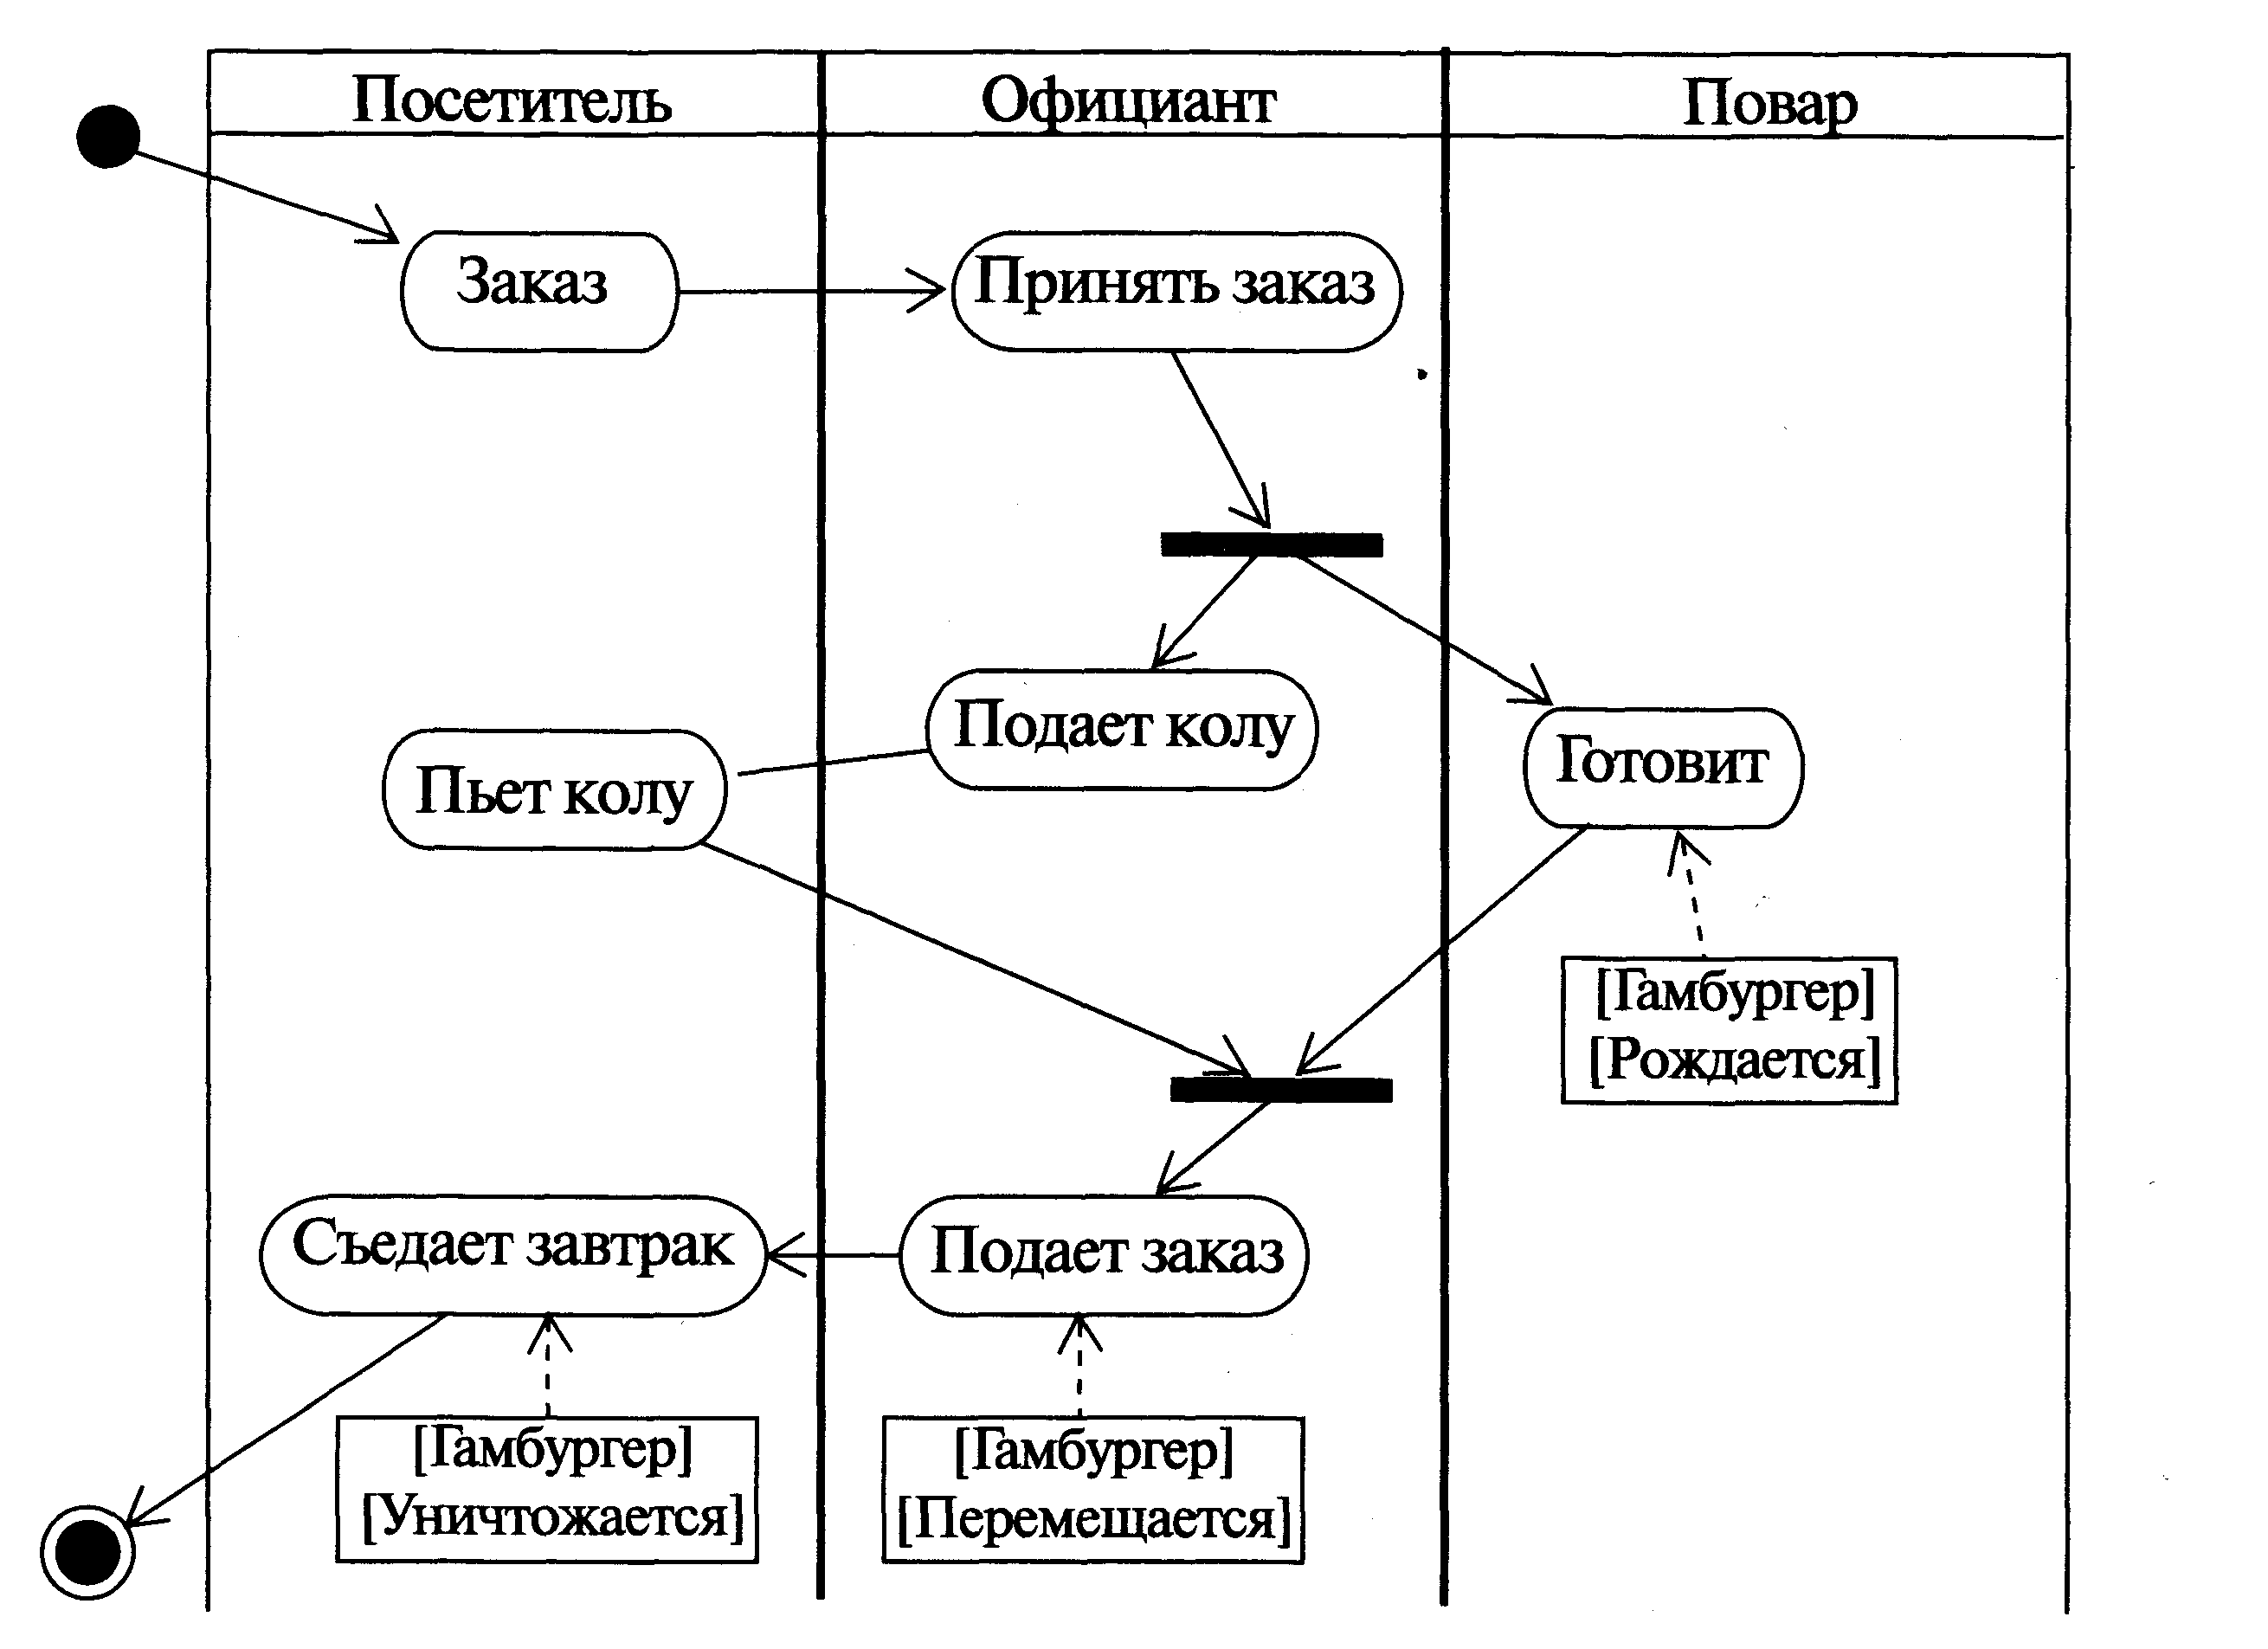 Посетитель
Официант
Повар
Заказ
Принять заказ
Подает колу
Пьет колу
Готовит
[Гамбургер]
[Рождается]
Съедает завтрак
Подает заказ
[Гамбургер]
[Уничтожается]
[Гамбургер]
[Перемещается]